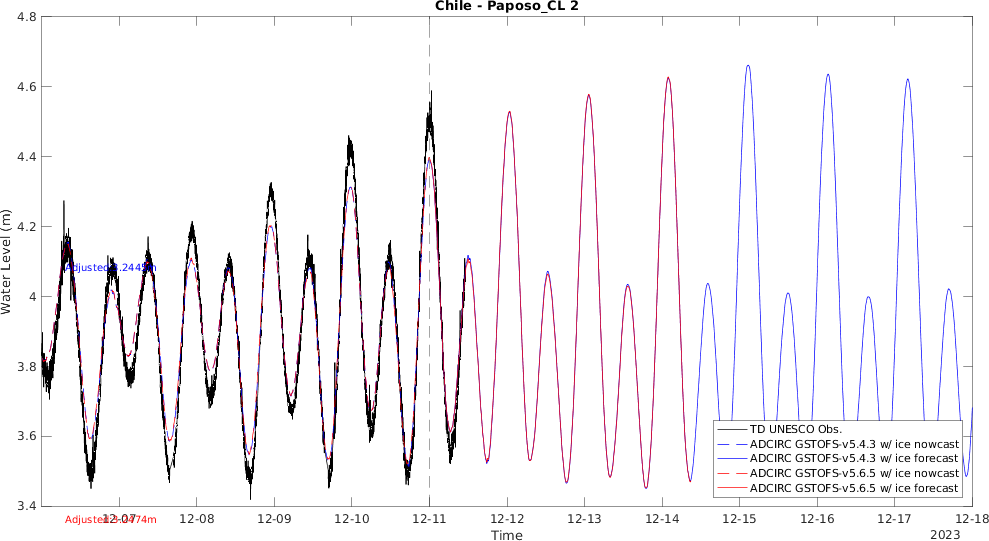 Chile - Paposo_CL 2
4.8
4.6
4.4
4.2
4
3.8
3.6
3.4
Water Level (m)
TD UNESCO Obs.
ADCIRC GSTOFS-v5.4.3 w/ ice nowcast
ADCIRC GSTOFS-v5.4.3 w/ ice forecast
ADCIRC GSTOFS-v5.6.5 w/ ice nowcast
ADCIRC GSTOFS-v5.6.5 w/ ice forecast
12-07 12-08 12-09 12-10 12-11 12-12 12-13 12-14 12-15 12-16 12-17 12-18
Time
2023